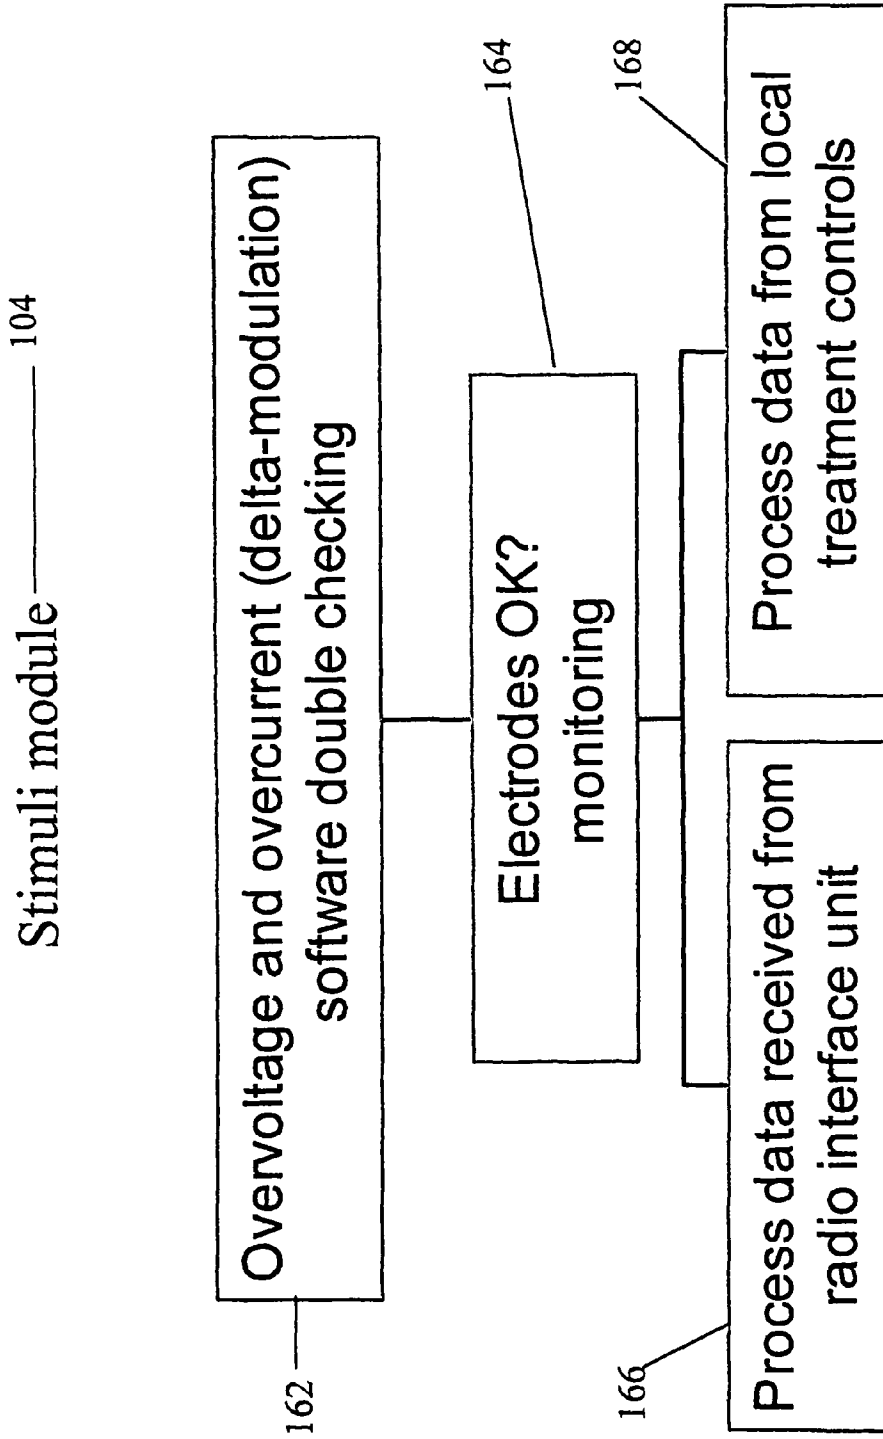 Stimuli module 104
162
Overvoltage and overcurrent (delta-modulation)
software double checking
164
Electrodes OK?
monitoring
166
Process data received from
radio interface unit
168
Process data from local
treatment controls